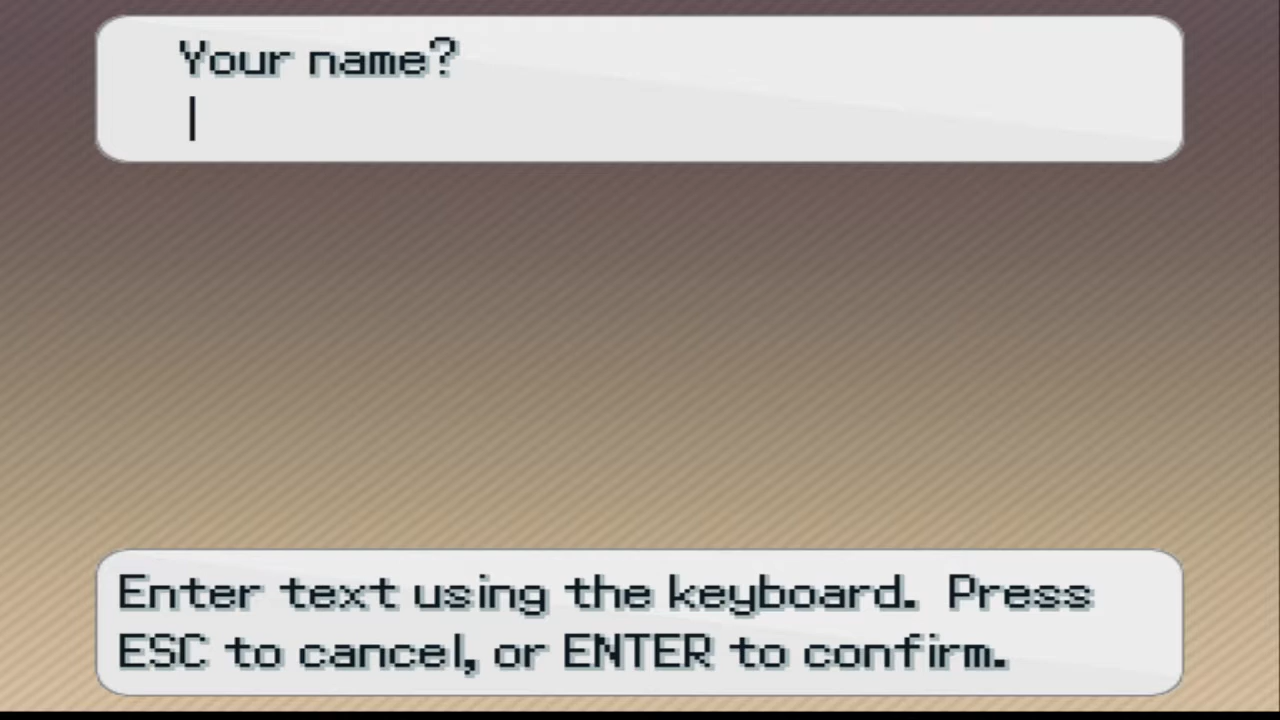 Your name?
Enter text using the keyboard. Press
ESC to cancel, or ENTER to confirm.